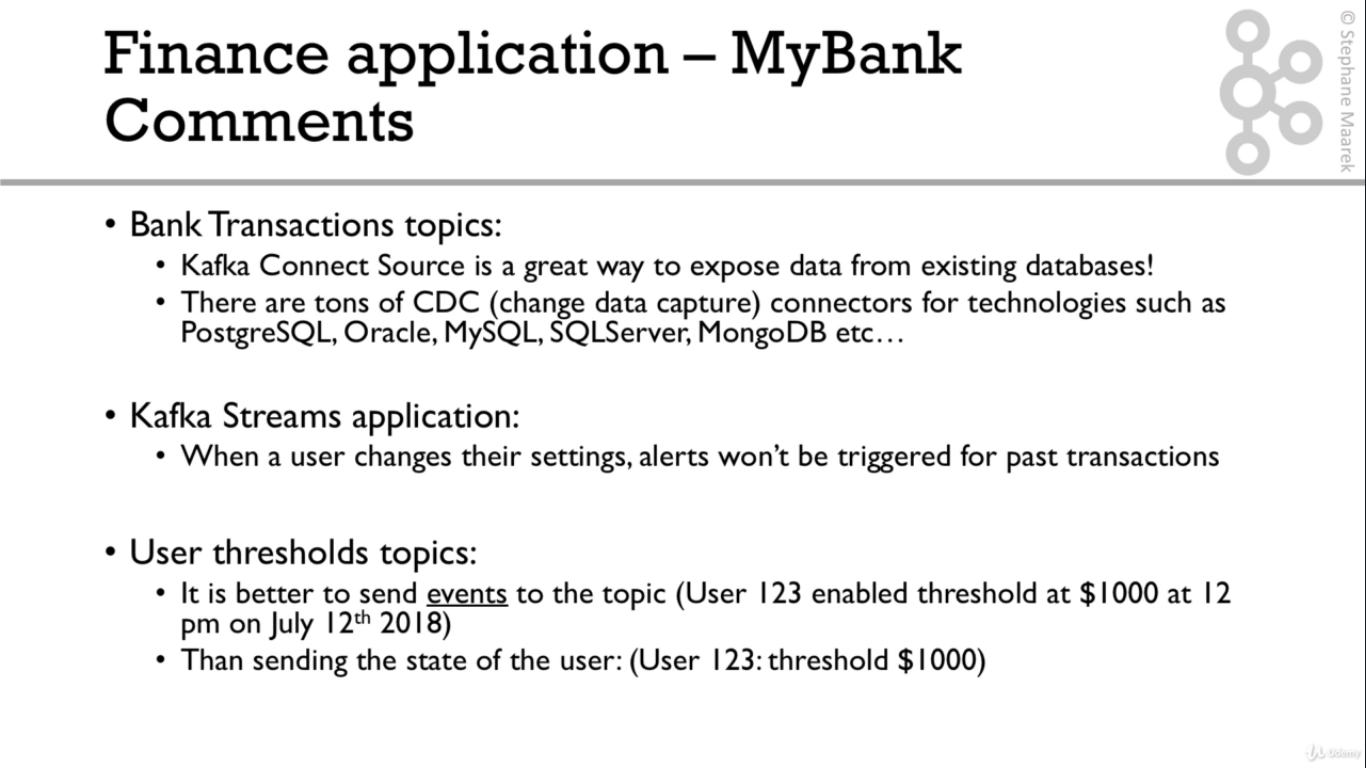 Finance application – MyBank
Comments
© Stephane Maarek
• Bank Transactions topics:
• Kafka Connect Source is a great way to expose data from existing databases!
• There are tons of CDC (change data capture) connectors for technologies such as
PostgreSQL, Oracle, MySQL, SQLServer, MongoDB etc…
• Kafka Streams application:
• When a user changes their settings, alerts won’t be triggered for past transactions
• User thresholds topics:
• It is better to send events to the topic (User 123 enabled threshold at $1000 at 12
pm on July 12th 2018)
• Than sending the state of the user: (User 123: threshold $1000)
Udemy